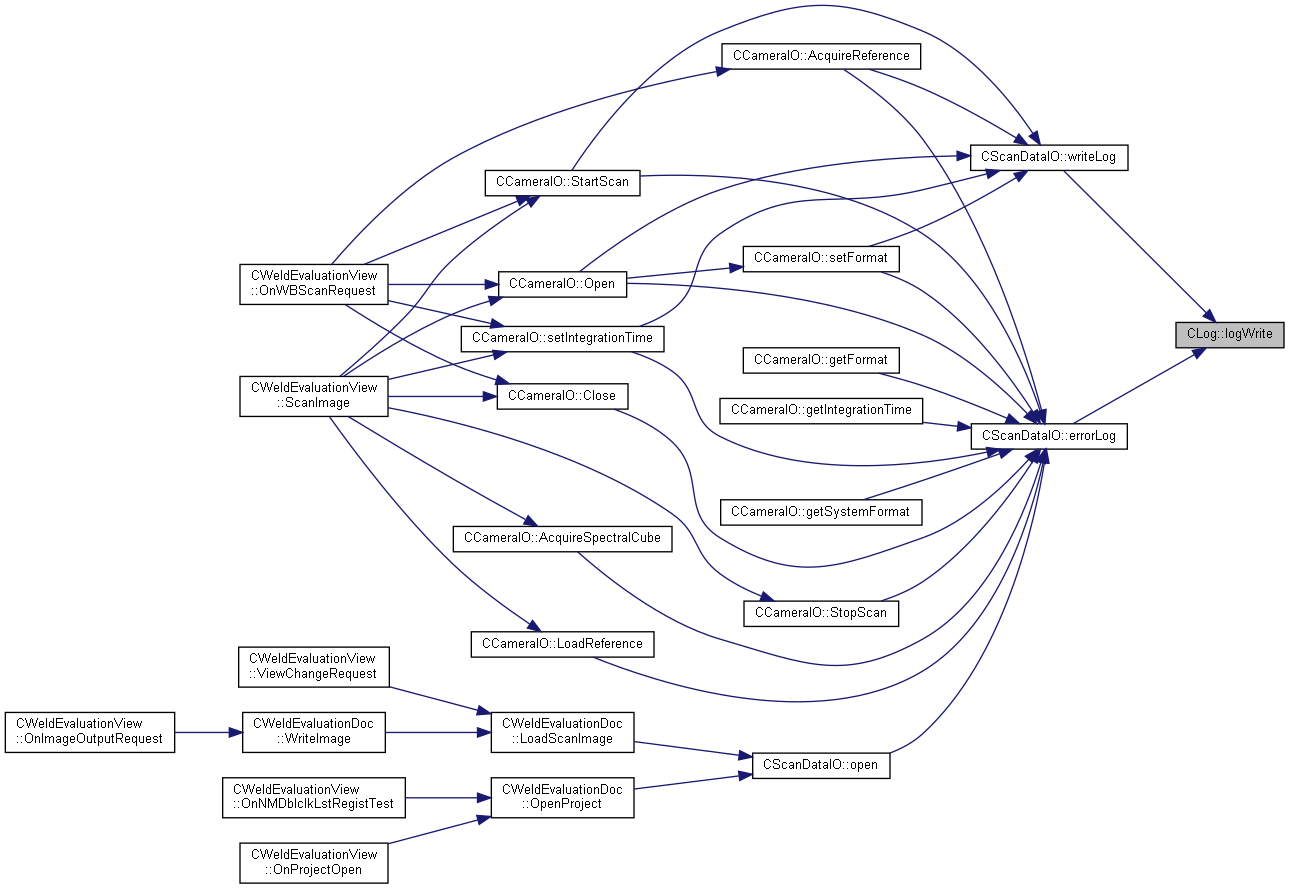 CCameraIO::AcquireReference
CScanDataIO::writeLog
CCameraIO::StartScan
CCameraIO::setFormat
CWeldEvaluationView
::OnWBScanRequest
CCameraIO::Open
CLog::logWrite
CCameraIO::setIntegrationTime
CCameraIO::getFormat
CWeldEvaluationView
::ScanImage
CCameraIO::Close
CCameraIO::getIntegrationTime
CScanDataIO::errorLog
CCameraIO::getSystemFormat
CCameraIO::AcquireSpectralCube
CCameraIO::StopScan
CCameraIO::LoadReference
CWeldEvaluationView
::ViewChangeRequest
CWeldEvaluationView
::OnImageOutputRequest
CWeldEvaluationDoc
::WriteImage
CWeldEvaluationDoc
::LoadScanImage
CScanDataIO::open
CWeldEvaluationView
::OnNMDblclkLstRegistTest
CWeldEvaluationDoc
::OpenProject
CWeldEvaluationView
::OnProjectOpen